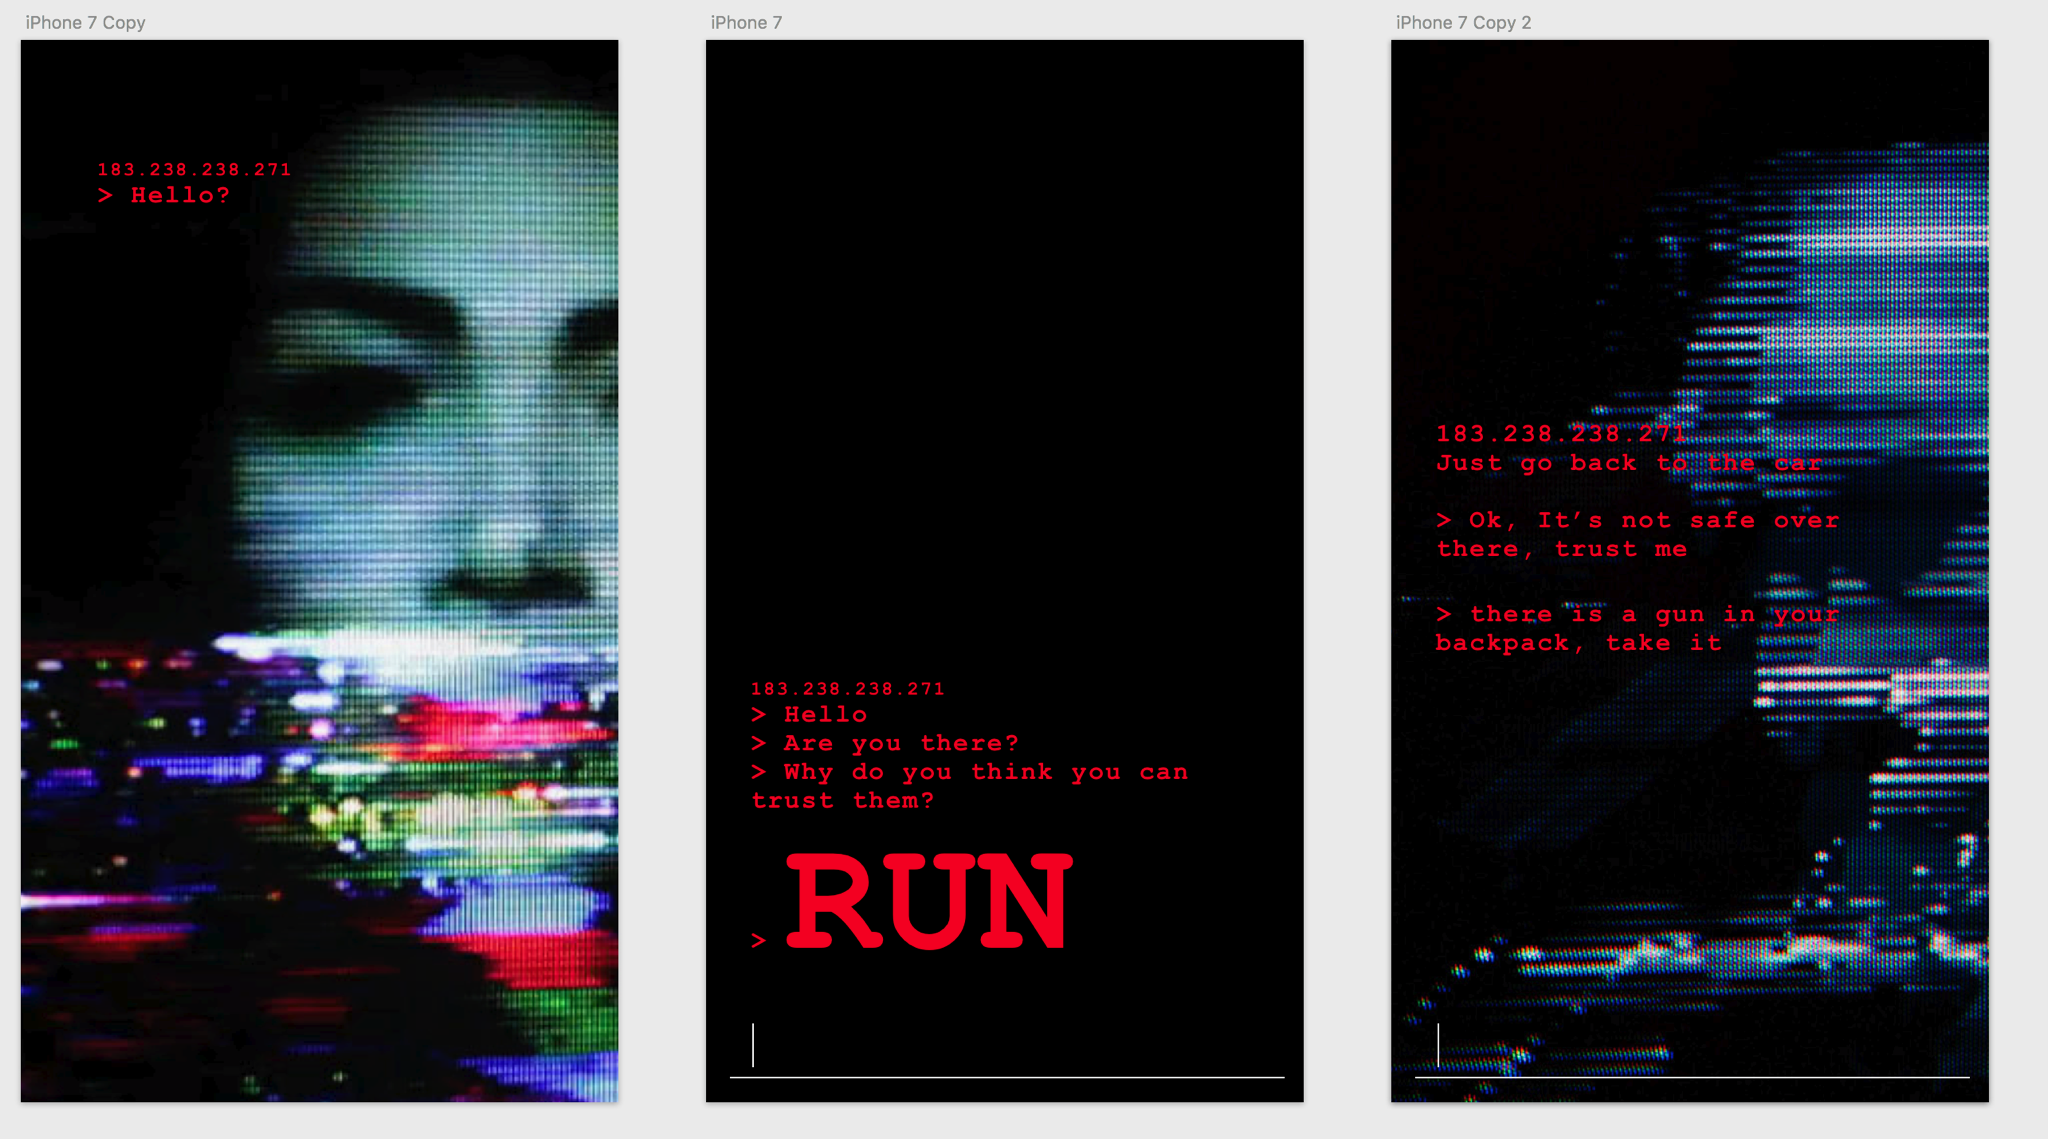 iPhone 7 Copy
183.238.238.271
> Hello?
iPhone 7
183.238.238.271
> Hello
> Are you there?
> Why do you think you can
trust them?
> RUN
iPhone 7 Copy 2
183.238.238.271
Just go back to the car
> Ok, It’s not safe over
there, trust me
> there is a gun in your
backpack, take it